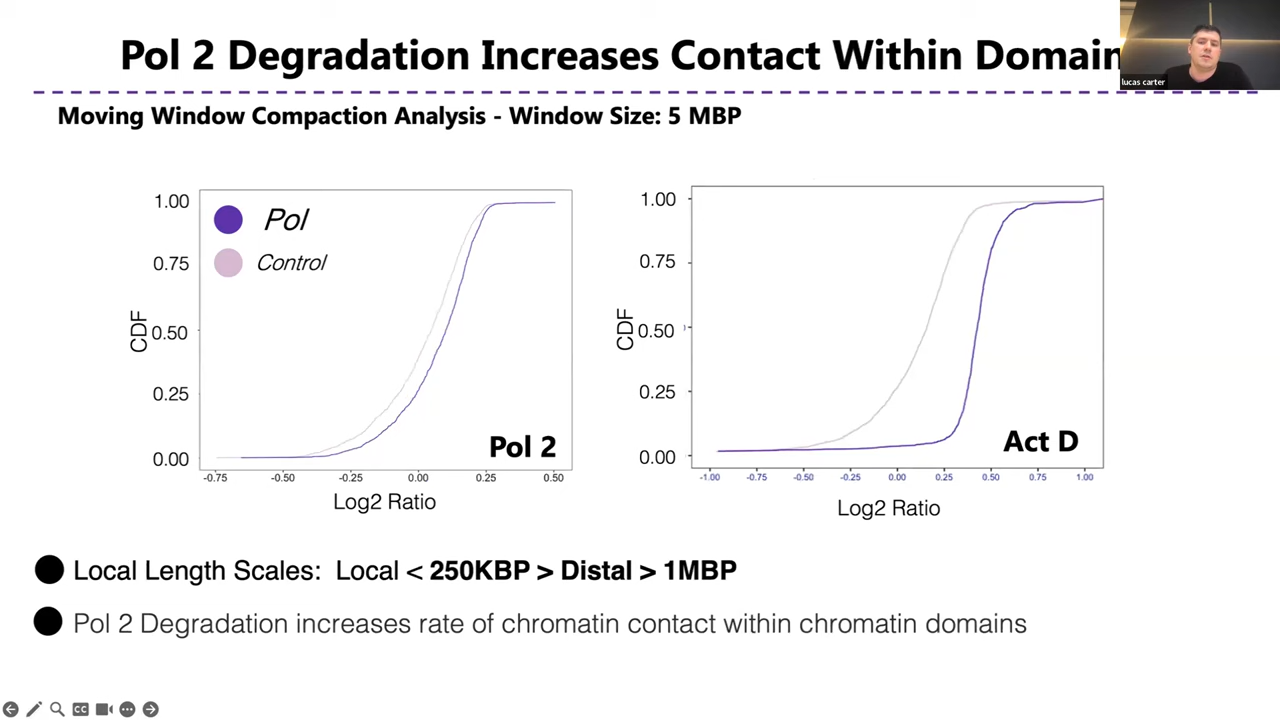 Pol 2 Degradation Increases Contact Within Domain
lucas carter
Moving Window Compaction Analysis - Window Size: 5 MBP
1.00
0.75
0.50
0.25
0.00
CDF
Pol
Control
Pol 2
-0.75 -0.50 -0.25 0.00 0.25 0.50
Log2 Ratio
1.00
0.75
0.50
0.25
0.00
CDF
Act D
-1.00 -0.75 -0.50 -0.25 0.00 0.25 0.50 0.75 1.00
Log2 Ratio
Local Length Scales: Local < 250KBP > Distal > 1MBP
Pol 2 Degradation increases rate of chromatin contact within chromatin domains
CC